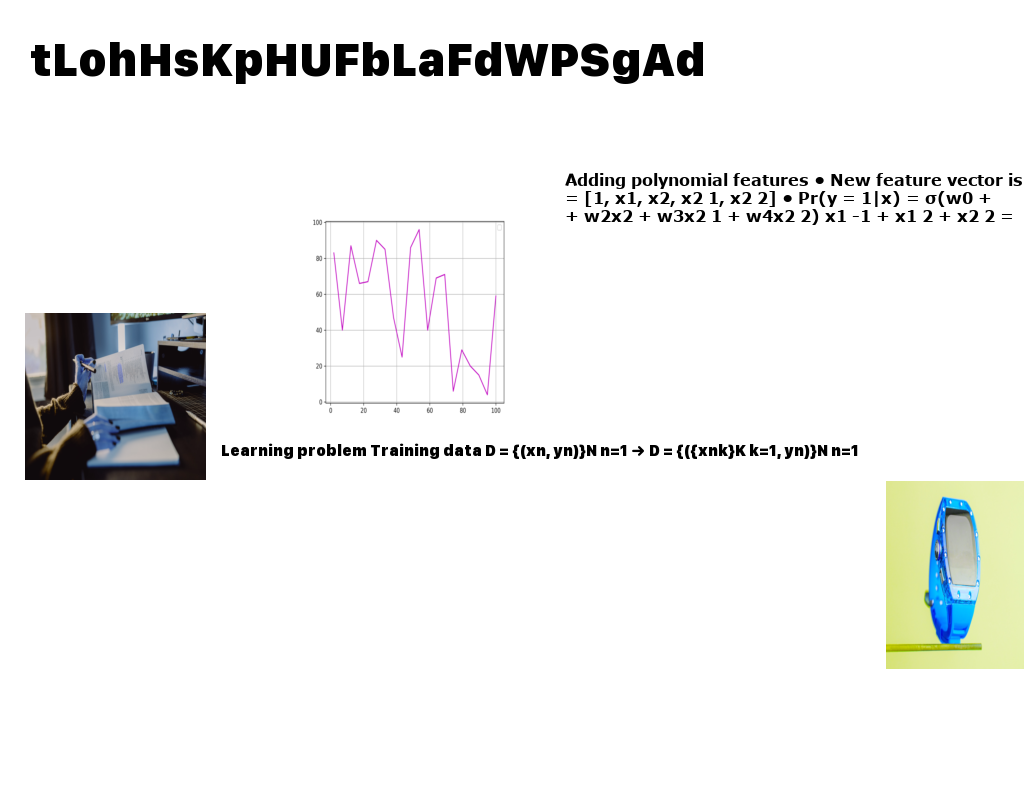 tLohHsKpHUFbLaFdWPSgAd
Adding polynomial features • New feature vector is
= [1, x1, x2, x2 1, x2 2] • Pr(y = 1|x) = σ(w0 +
+ w2x2 + w3x2 1 + w4x2 2) x1 -1 + x1 2 + x2 2 =
100
80
60
40
20
0
0 20 40 60 80 100
Learning problem Training data D = {(xn, yn)}N n=1 → D = {({xnk}K k=1, yn)}N n=1